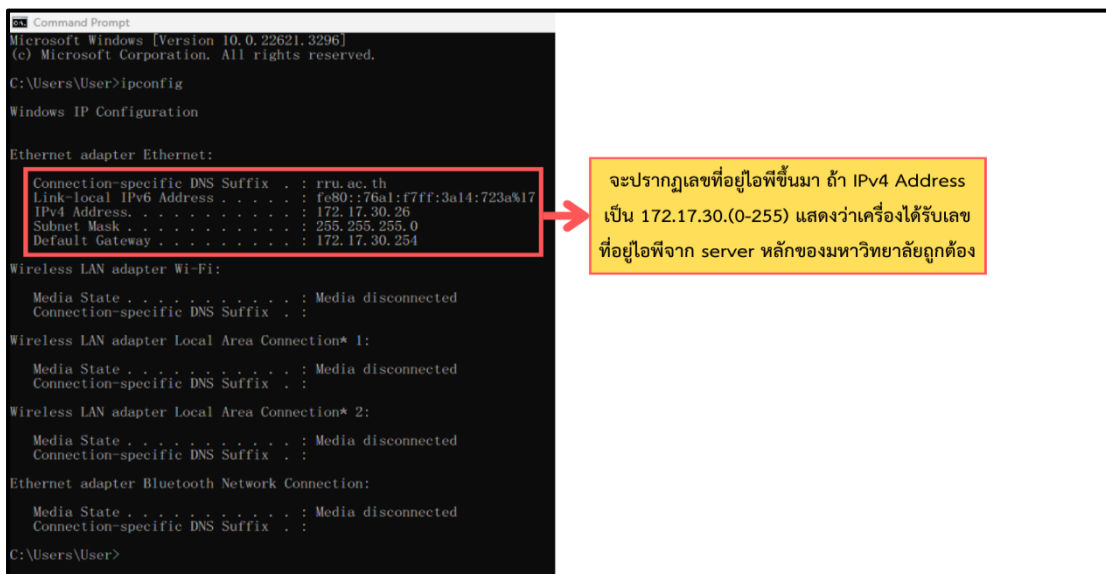 Command Prompt
Microsoft Windows [Version 10.0.22621.3296]
(c) Microsoft Corporation. All rights reserved.
C:\Users\User>ipconfig
Windows IP Configuration
Ethernet adapter Ethernet:
Connection-specific DNS Suffix . : rru.ac.th
Link-local IPv6 Address . . . . . : fe80::76a1:f7ff:3a14:723a%17
IPv4 Address. . . . . . . . . . . : 172.17.30.26
Subnet Mask . . . . . . . . . . . : 255.255.255.0
Default Gateway . . . . . . . . . : 172.17.30.254
จะปรากฏเลขที่อยู่ไอพีขึ้นมา ถ้า IPv4 Address
เป็น 172.17.30.(0-255) แสดงว่าเครื่องได้รับเลข
ที่อยู่ไอพีจาก server หลักของมหาวิทยาลัยถูกต้อง
Wireless LAN adapter Wi-Fi:
Media State . . . . . . . . . . . : Media disconnected
Connection-specific DNS Suffix . :
Wireless LAN adapter Local Area Connection* 1:
Media State . . . . . . . . . . . : Media disconnected
Connection-specific DNS Suffix . :
Wireless LAN adapter Local Area Connection* 2:
Media State . . . . . . . . . . . : Media disconnected
Connection-specific DNS Suffix . :
Ethernet adapter Bluetooth Network Connection:
Media State . . . . . . . . . . . : Media disconnected
Connection-specific DNS Suffix . :
C:\Users\User>